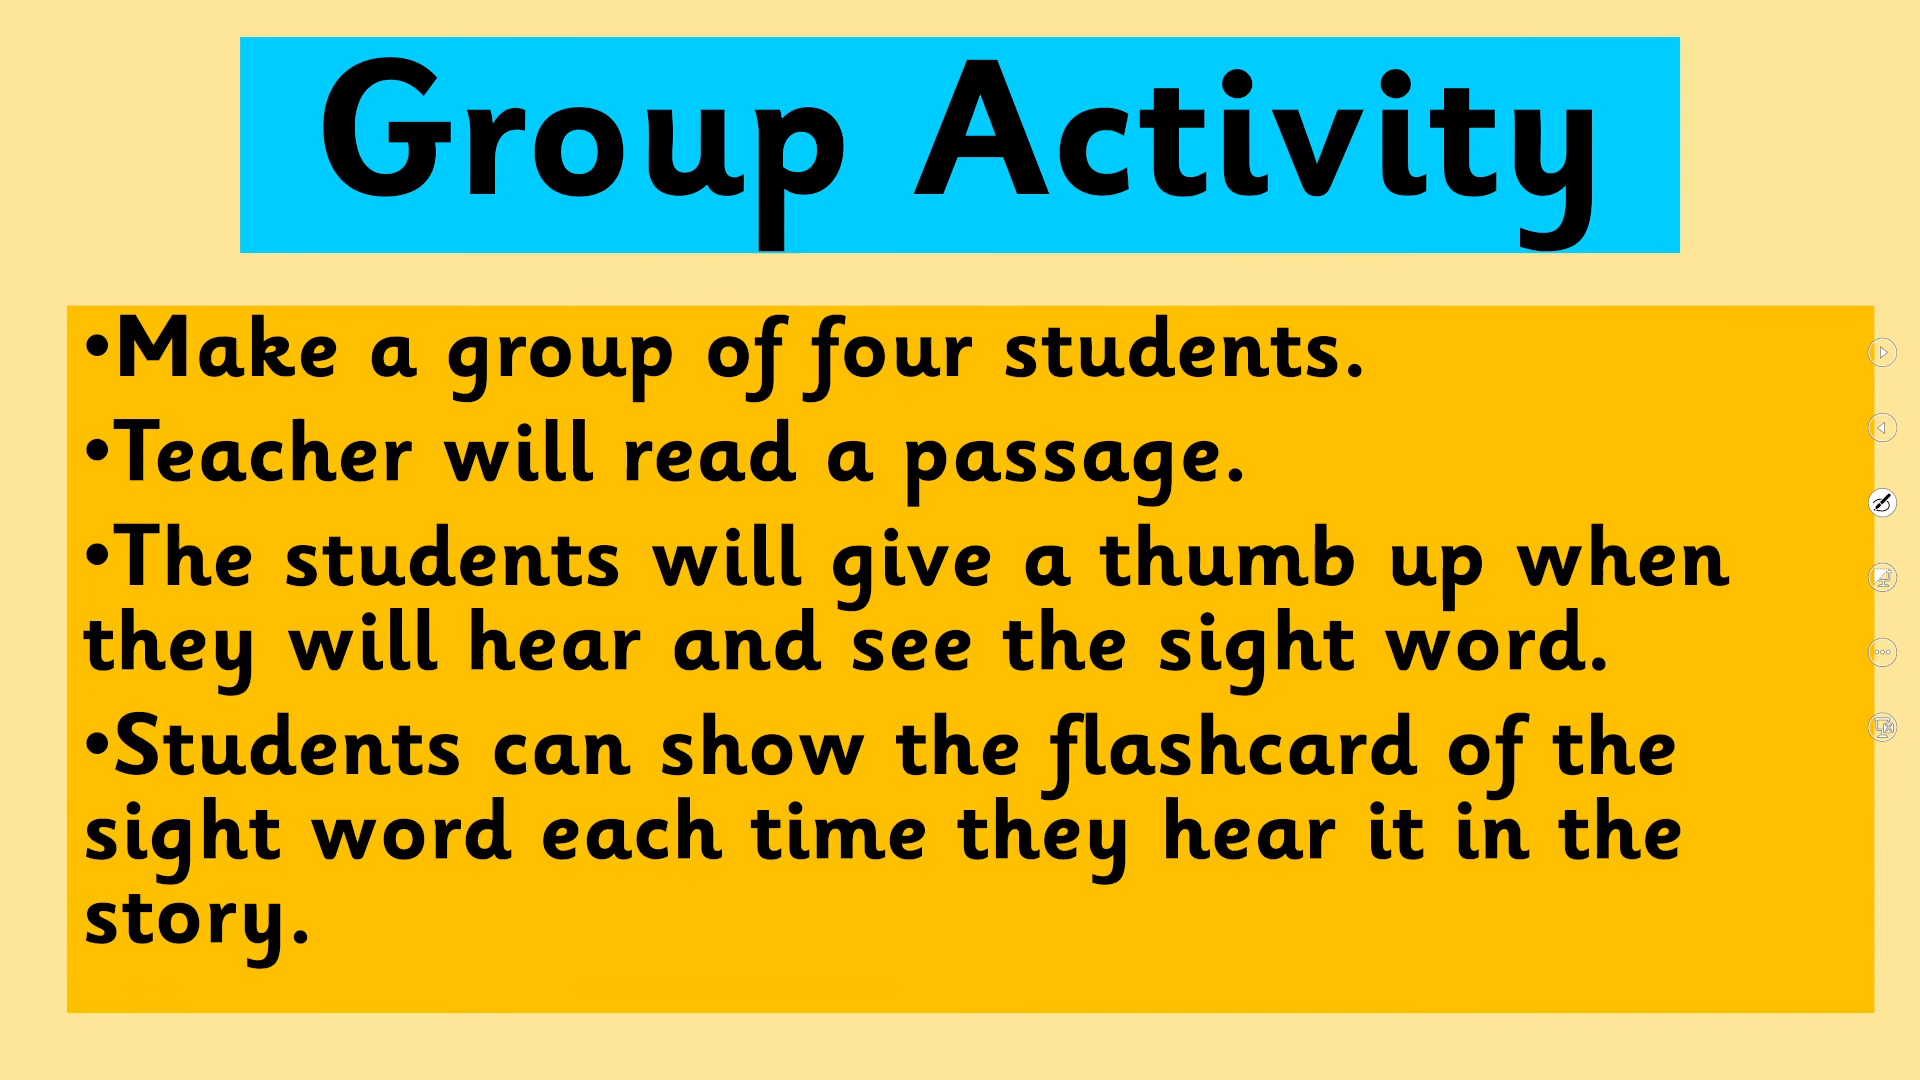 Group Activity
•Make a group of four students.
•Teacher will read a passage.
•The students will give a thumb up when
they will hear and see the sight word.
•Students can show the flashcard of the
sight word each time they hear it in the
story.